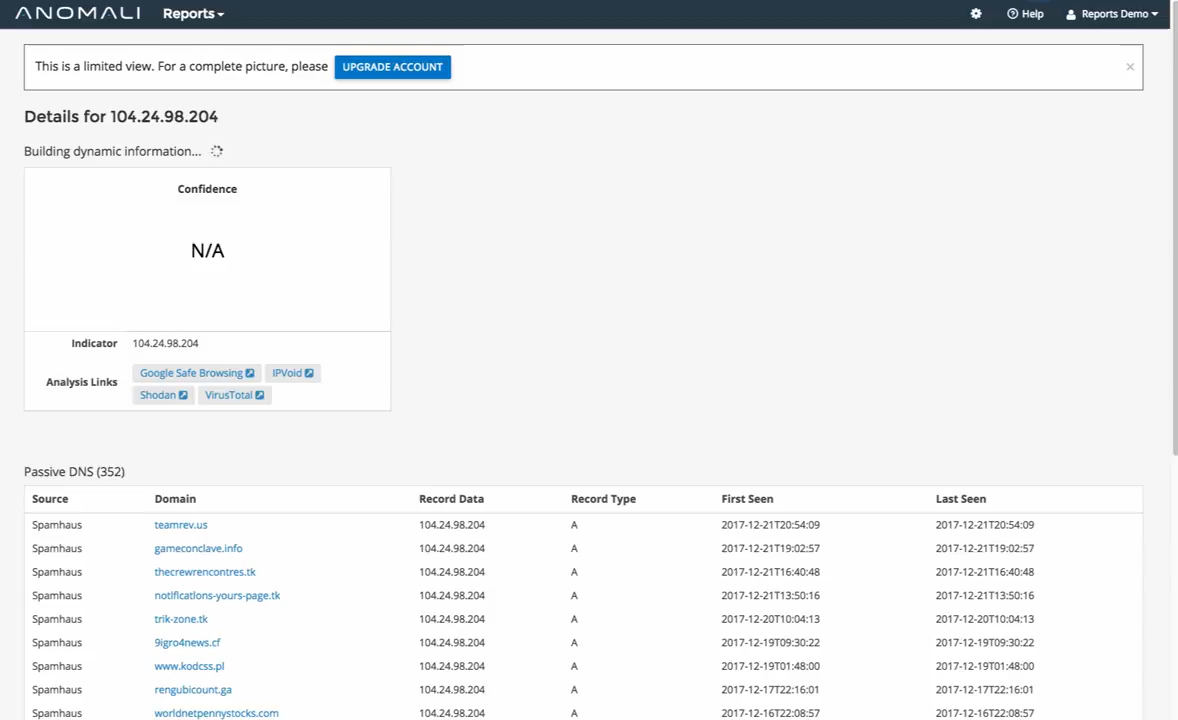 ANOMALI Reports Help Reports Demo
This is a limited view. For a complete picture, please UPGRADE ACCOUNT ×
Details for 104.24.98.204
Building dynamic information...
Confidence
N/A
Indicator 104.24.98.204
Analysis Links Google Safe Browsing IPVoid
Shodan VirusTotal
Passive DNS (352)
Source Domain Record Data Record Type First Seen Last Seen
Spamhaus teamrev.us 104.24.98.204 A 2017-12-21T20:54:09 2017-12-21T20:54:09
Spamhaus gameconclave.info 104.24.98.204 A 2017-12-21T19:02:57 2017-12-21T19:02:57
Spamhaus thecrewrencontres.tk 104.24.98.204 A 2017-12-21T16:40:48 2017-12-21T16:40:48
Spamhaus notifications-yours-page.tk 104.24.98.204 A 2017-12-21T13:50:16 2017-12-21T13:50:16
Spamhaus trik-zone.tk 104.24.98.204 A 2017-12-20T10:04:13 2017-12-20T10:04:13
Spamhaus 9igro4news.cf 104.24.98.204 A 2017-12-19T09:30:22 2017-12-19T09:30:22
Spamhaus www.kodcss.pl 104.24.98.204 A 2017-12-19T01:48:00 2017-12-19T01:48:00
Spamhaus rengubicount.ga 104.24.98.204 A 2017-12-17T22:16:01 2017-12-17T22:16:01
Spamhaus worldnetpennystocks.com 104.24.98.204 A 2017-12-16T22:08:57 2017-12-16T22:08:57